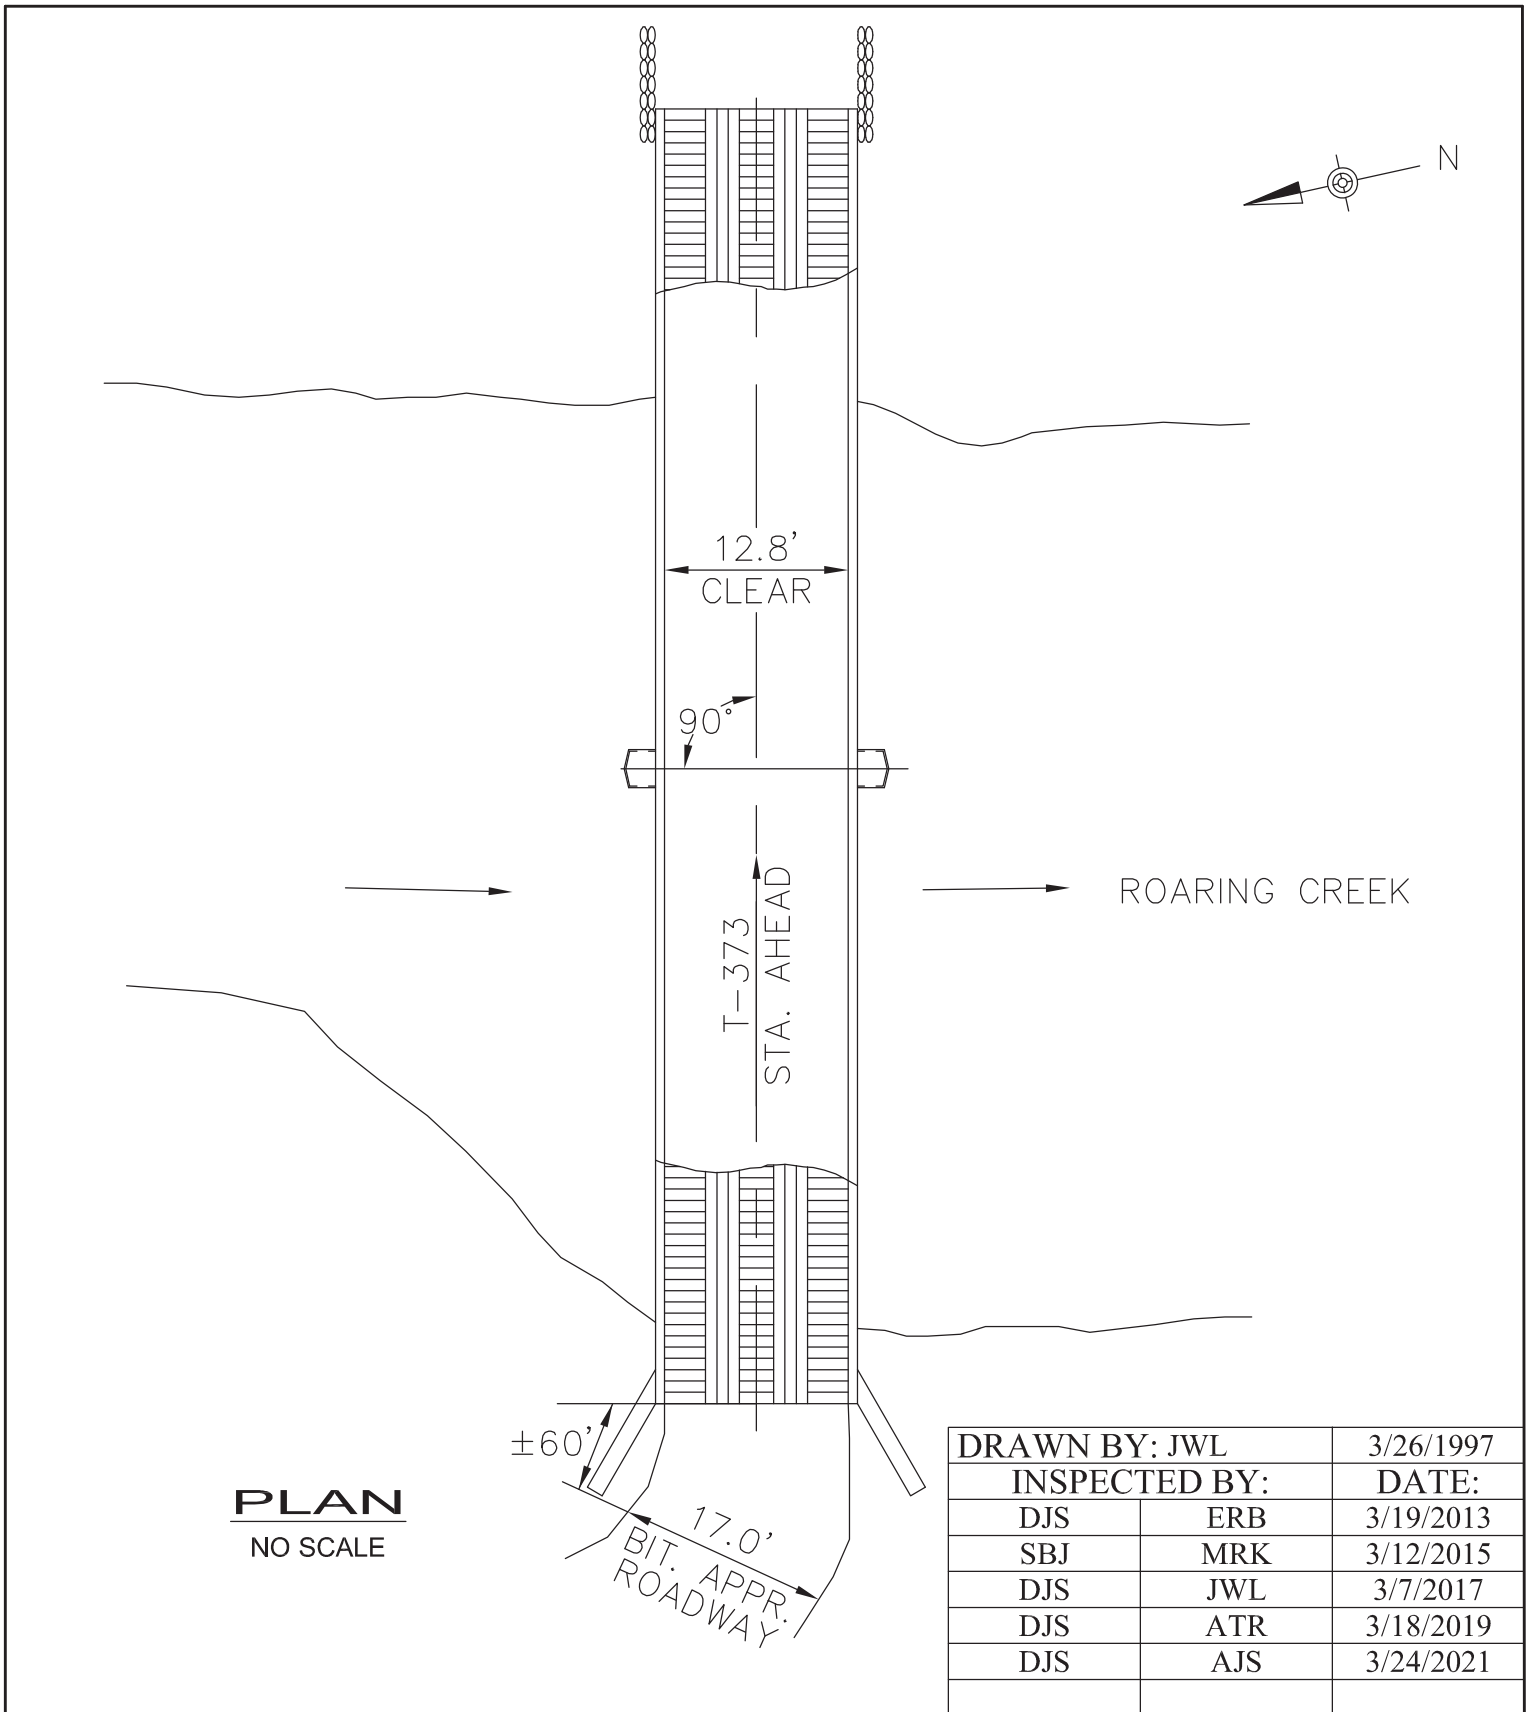 N
12.8'
CLEAR
90°
ROARING CREEK
T-373
STA. AHEAD
±60'
17.0'
BIT. APPR.
ROADWAY
PLAN
NO SCALE
DRAWN BY: JWL 3/26/1997
INSPECTED BY: DATE:
DJS ERB 3/19/2013
SBJ MRK 3/12/2015
DJS JWL 3/7/2017
DJS ATR 3/18/2019
DJS AJS 3/24/2021